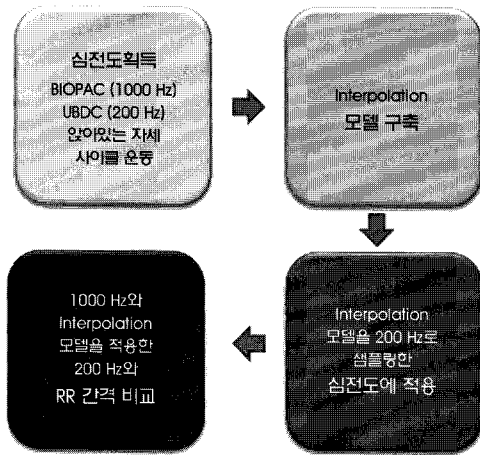 심전도획득
BIOPAC (1000 Hz)
UBDC (200 Hz)
앉아있는 자세
사이클 운동
Interpolation
모델 구축
Interpolation
모델을 200 Hz로
샘플링한
심전도에 적용
1000 Hz와
Interpolation
모델을 적용한
200 Hz와
RR 간격 비교